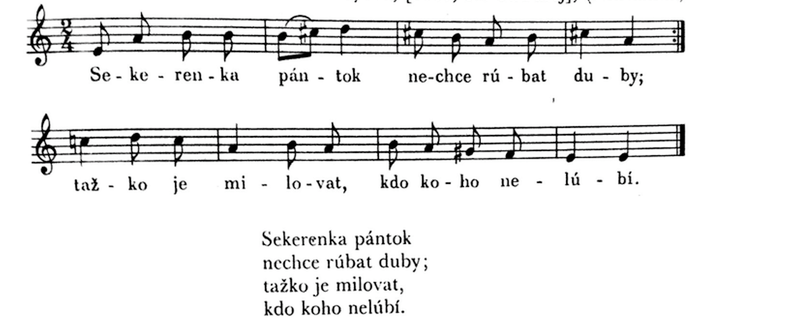 Se - ke - ren - ka pán - tok ne-chce rú - bat du - by;
taž - ko je mi - lo - vat, kdo ko - ho ne - lú - bí.
Sekerenka pántok
nechce rúbat duby;
tažko je milovat,
kdo koho nelúbí.